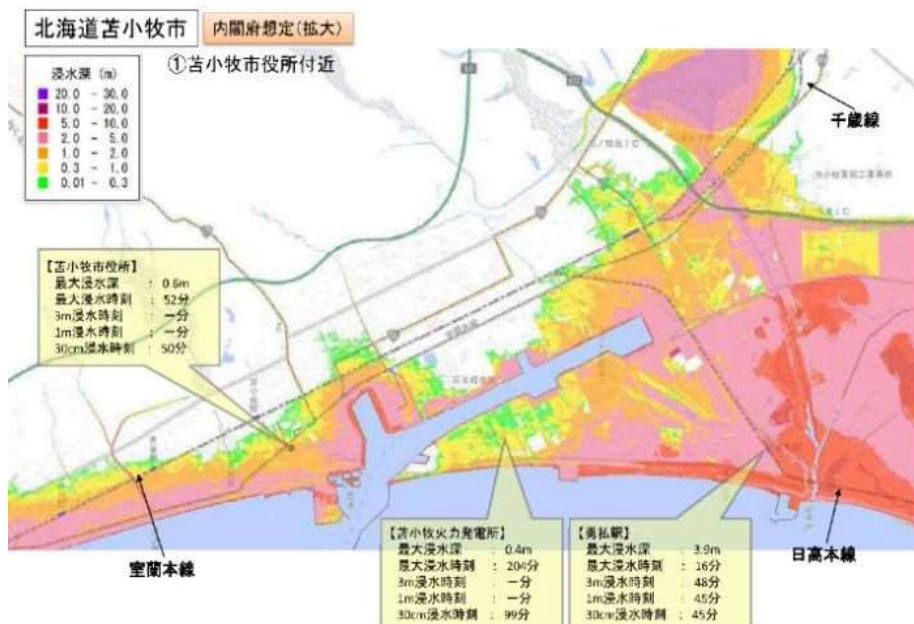 北海道苫小牧市
内閣府想定(拡大)
①苫小牧市役所付近
浸水深 (m)
20.0 - 30.0
10.0 - 20.0
5.0 - 10.0
2.0 - 5.0
1.0 - 2.0
0.3 - 1.0
0.01 - 0.3
千歳線
【苫小牧市役所】
最大浸水深 : 0.6m
最大浸水時刻 : 52分
3m浸水時刻 : ー分
1m浸水時刻 : ー分
30cm浸水時刻 : 50分
室蘭本線
【苫小牧火力発電所】
最大浸水深 : 0.4m
最大浸水時刻 : 204分
3m浸水時刻 : ー分
1m浸水時刻 : ー分
30cm浸水時刻 : 99分
【勇払駅】
最大浸水深 : 3.9m
最大浸水時刻 : 16分
3m浸水時刻 : 48分
1m浸水時刻 : 45分
30cm浸水時刻 : 45分
日高本線